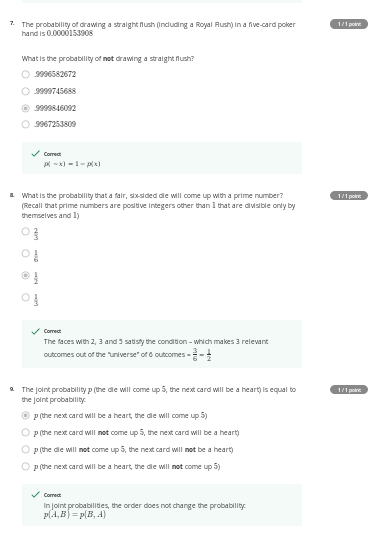 7. The probability of drawing a straight flush (including a Royal Flush) in a five-card poker 1 / 1 point
hand is 0.0000153908
What is the probability of not drawing a straight flush?
.9996582672
.9999745688
.9999846092
.9967253809
Correct
p( ∼x) = 1 − p(x)
8. What is the probability that a fair, six-sided die will come up with a prime number? 1 / 1 point
(Recall that prime numbers are positive integers other than 1 that are divisible only by
themselves and 1)
2/3
1/6
1/2
1/3
Correct
The faces with 2, 3 and 5 satisfy the condition – which makes 3 relevant
outcomes out of the "universe" of 6 outcomes = 3/6 = 1/2
9. The joint probability p (the die will come up 5, the next card will be a heart) is equal to 1 / 1 point
the joint probability:
p (the next card will be a heart, the die will come up 5)
p (the next card will not come up 5, the next card will be a heart)
p (the die will not come up 5, the next card will not be a heart)
p (the next card will be a heart, the die will not come up 5)
Correct
In joint probabilities, the order does not change the probability:
p(A, B) = p(B, A)